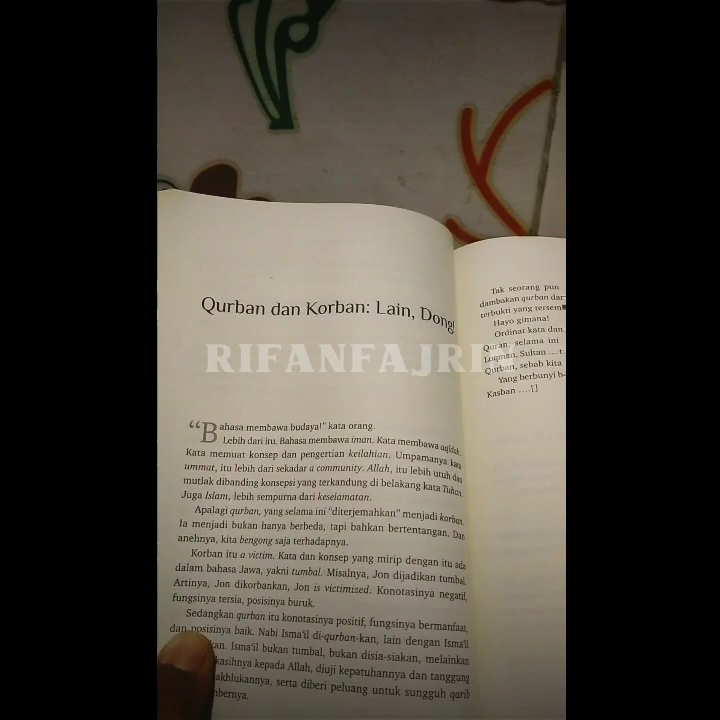 Qurban dan Korban: Lain, Dong!
RIFANFAJRIN
"Bahasa membawa budaya!" kata orang.
Lebih dari itu. Bahasa membawa iman. Kata membawa aqidah.
Kata memuat konsep dan pengertian keilahian. Umpamanya kata
ummat, itu lebih dari sekadar a community. Allah, itu lebih utuh dan
mutlak dibanding konsepsi yang terkandung di belakang kata Tuhan.
Juga Islam, lebih sempurna dari keselamatan.
Apalagi qurban, yang selama ini "diterjemahkan" menjadi korban.
Ia menjadi bukan hanya berbeda, tapi bahkan bertentangan. Dan
anehnya, kita bengong saja terhadapnya.
Korban itu a victim. Kata dan konsep yang mirip dengan itu ada
dalam bahasa Jawa, yakni tumbal. Misalnya, Jon dijadikan tumbal.
Artinya, Jon dikorbankan, Jon is victimized. Konotasinya negatif,
fungsinya tersia, posisinya buruk.
Sedangkan qurban itu konotasinya positif, fungsinya bermanfaat,
dan posisinya baik. Nabi Isma'il di-qurban-kan, lain dengan Isma'il
kan. Isma'il bukan tumbal, bukan disia-siakan, melainkan
kasihnya kepada Allah, diuji kepatuhannya dan tanggung
akhlukannya, serta diberi peluang untuk sungguh qarib
bernya.
Tak seorang pun
dambakan qurban dar
terbukti yang tersem
Hayo gimana!
Ordinar kata dan
Quran, selama ini
Luqman. Sultan ... t
Qurban, sebab kita
Yang berbunyi b
Kasban ....[]